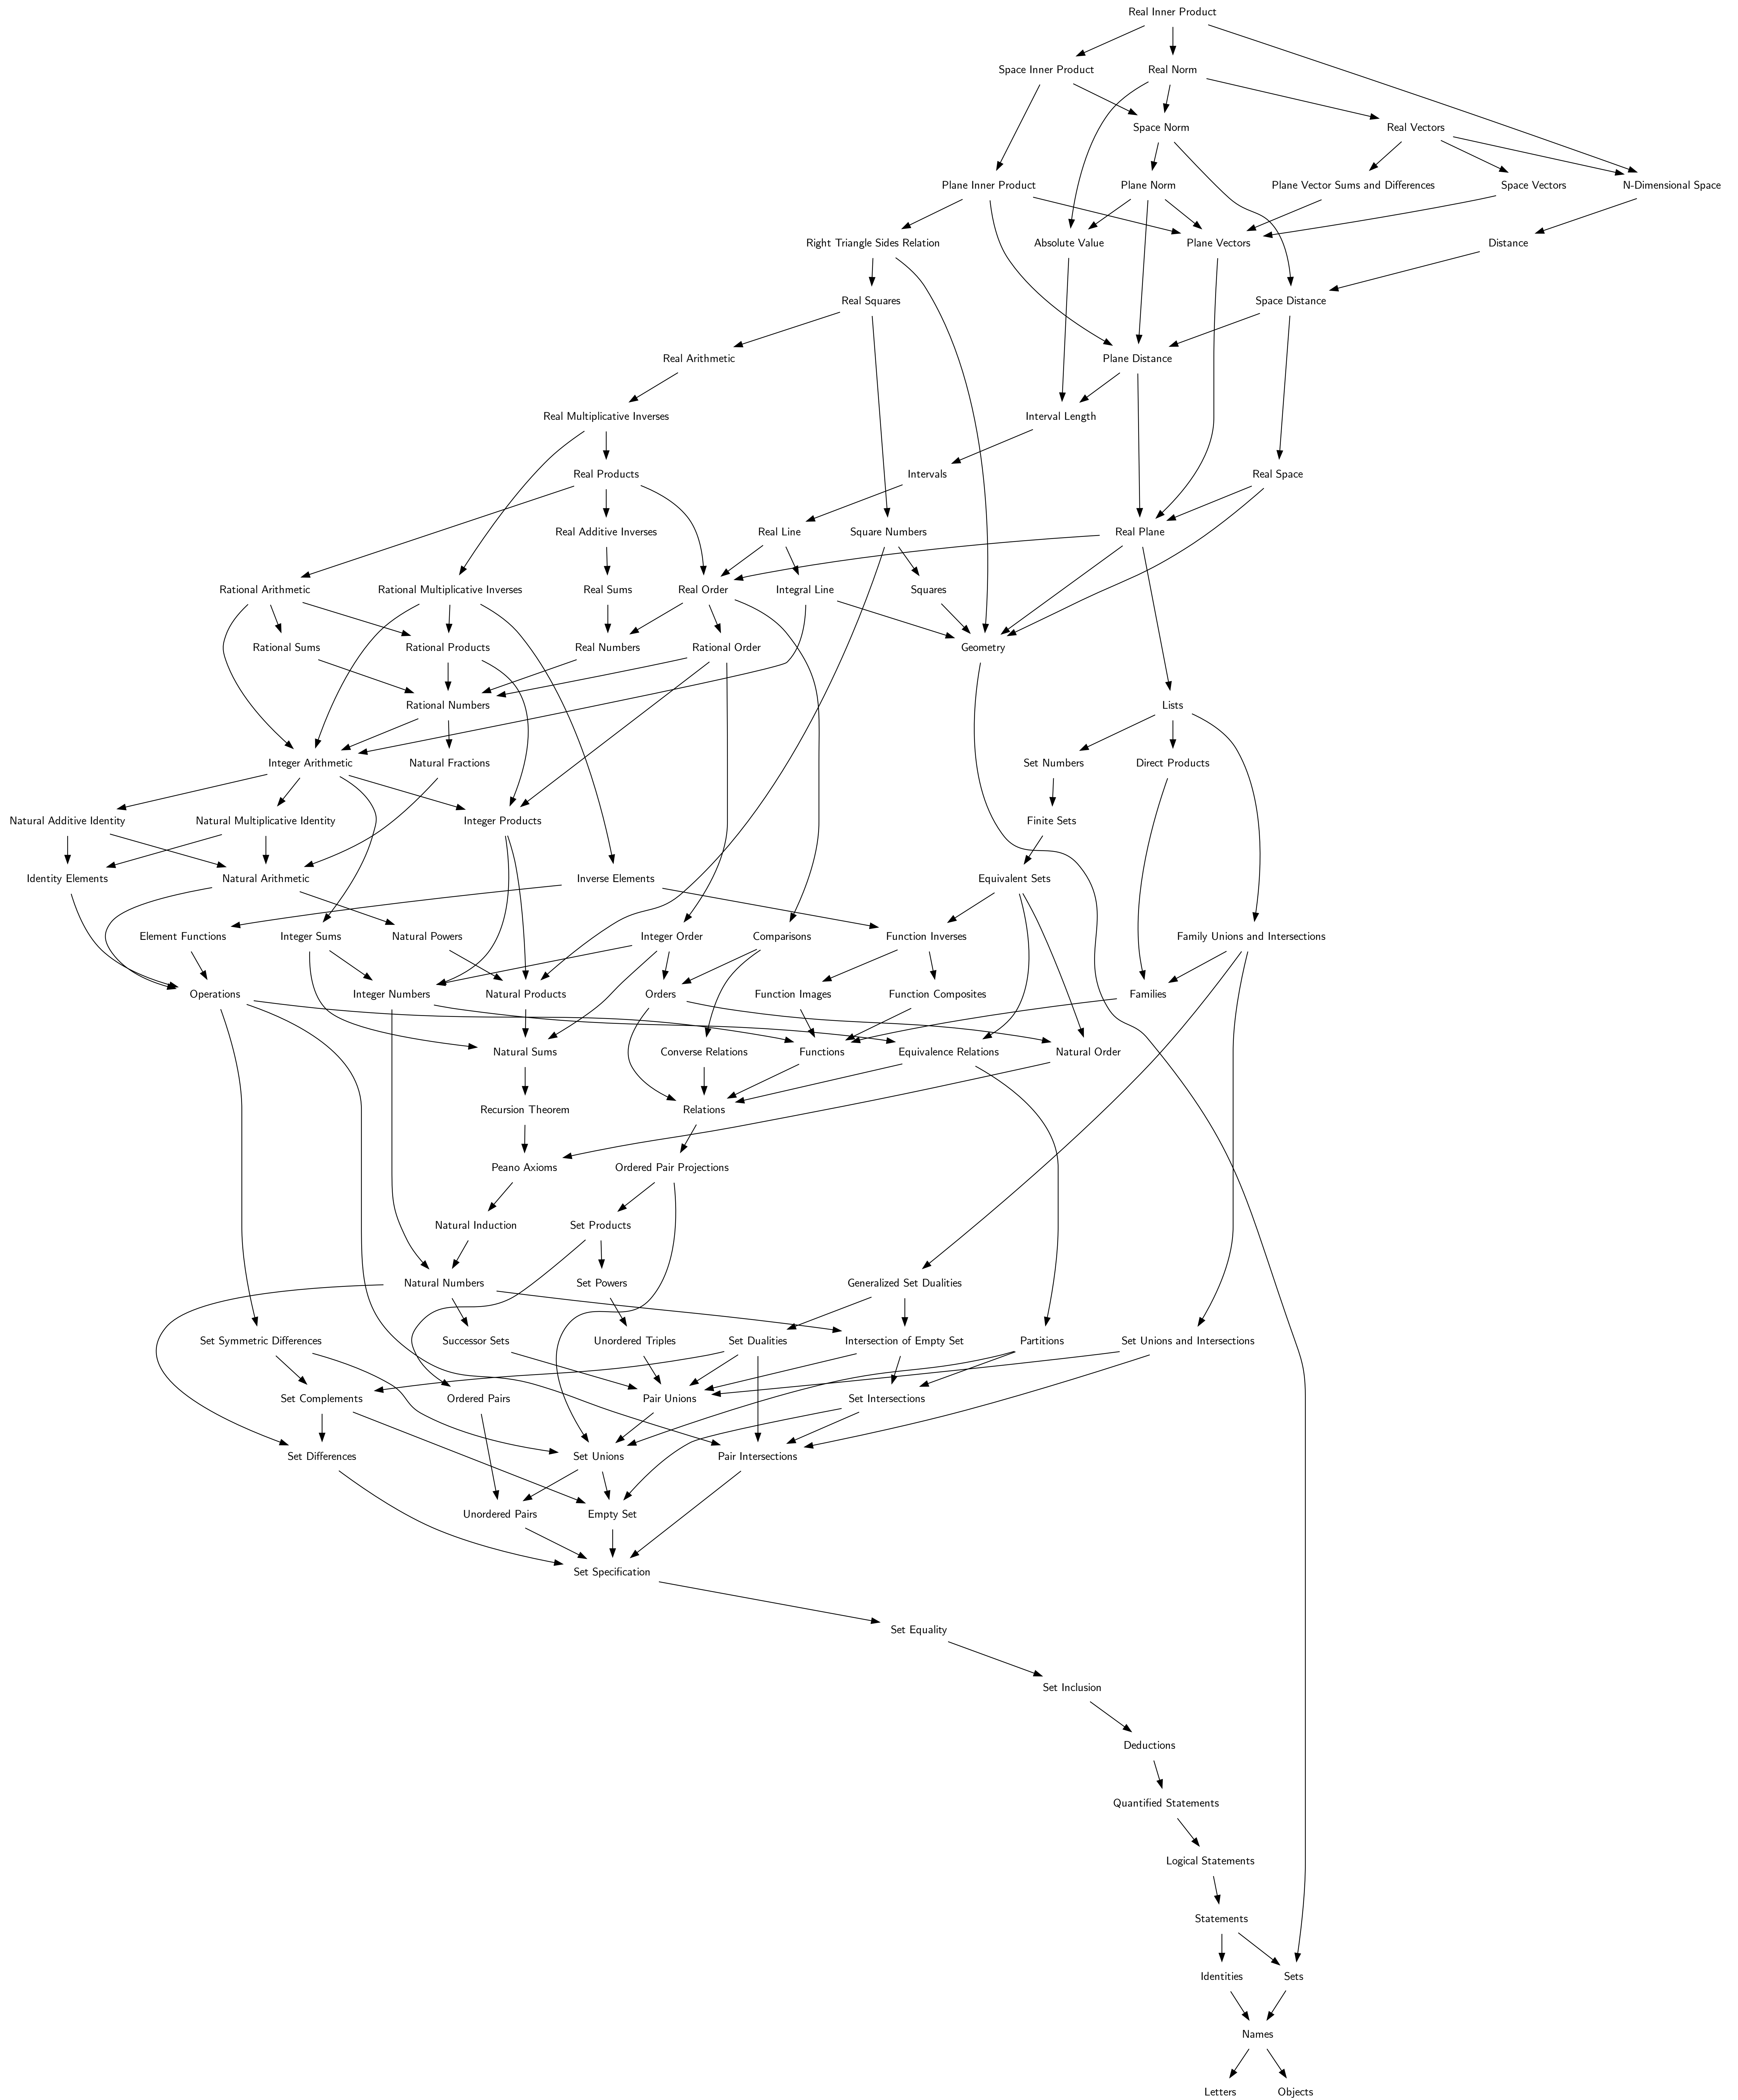 Real Inner Product
Space Inner Product
Real Norm
Space Norm
Real Vectors
Plane Inner Product
Plane Norm
Plane Vector Sums and Differences
Space Vectors
N-Dimensional Space
Right Triangle Sides Relation
Absolute Value
Plane Vectors
Distance
Real Squares
Space Distance
Real Arithmetic
Plane Distance
Real Multiplicative Inverses
Interval Length
Real Products
Intervals
Real Space
Real Additive Inverses
Real Line
Square Numbers
Real Plane
Rational Arithmetic
Rational Multiplicative Inverses
Real Sums
Real Order
Integral Line
Squares
Rational Sums
Rational Products
Real Numbers
Rational Order
Geometry
Rational Numbers
Lists
Integer Arithmetic
Natural Fractions
Set Numbers
Direct Products
Natural Additive Identity
Natural Multiplicative Identity
Integer Products
Finite Sets
Identity Elements
Natural Arithmetic
Inverse Elements
Equivalent Sets
Element Functions
Integer Sums
Natural Powers
Integer Order
Comparisons
Function Inverses
Family Unions and Intersections
Operations
Integer Numbers
Natural Products
Orders
Function Images
Function Composites
Families
Natural Sums
Converse Relations
Functions
Equivalence Relations
Natural Order
Recursion Theorem
Relations
Peano Axioms
Ordered Pair Projections
Natural Induction
Set Products
Natural Numbers
Set Powers
Generalized Set Dualities
Set Symmetric Differences
Successor Sets
Unordered Triples
Set Dualities
Intersection of Empty Set
Partitions
Set Unions and Intersections
Set Complements
Ordered Pairs
Pair Unions
Set Intersections
Set Differences
Set Unions
Pair Intersections
Unordered Pairs
Empty Set
Set Specification
Set Equality
Set Inclusion
Deductions
Quantified Statements
Logical Statements
Statements
Identities
Sets
Names
Letters
Objects